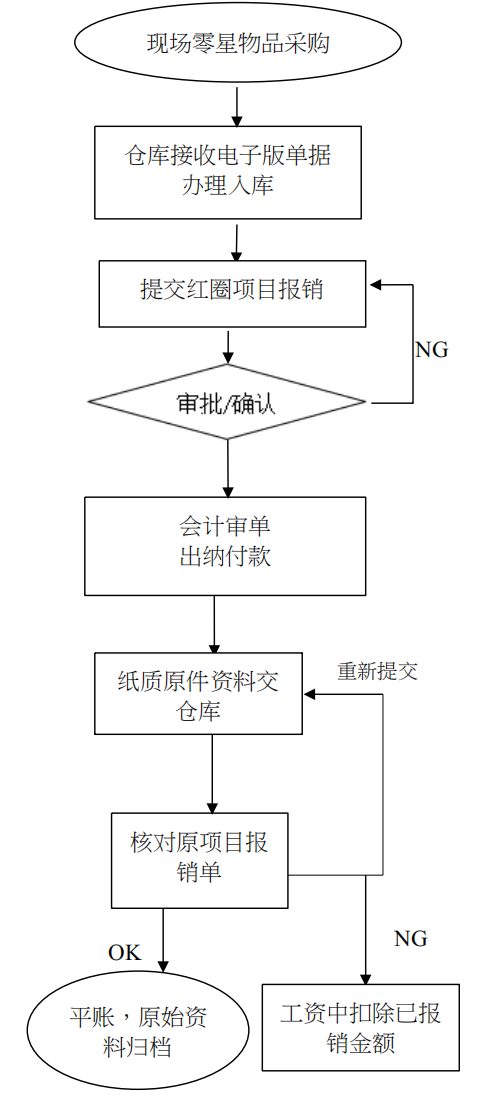 现场零星物品采购
仓库接收电子版单据
办理入库
提交红圈项目报销
NG
审批/确认
会计审单
出纳付款
重新提交
纸质原件资料交
仓库
核对原项目报
销单
OK
NG
平账，原始资
料归档
工资中扣除已报
销金额